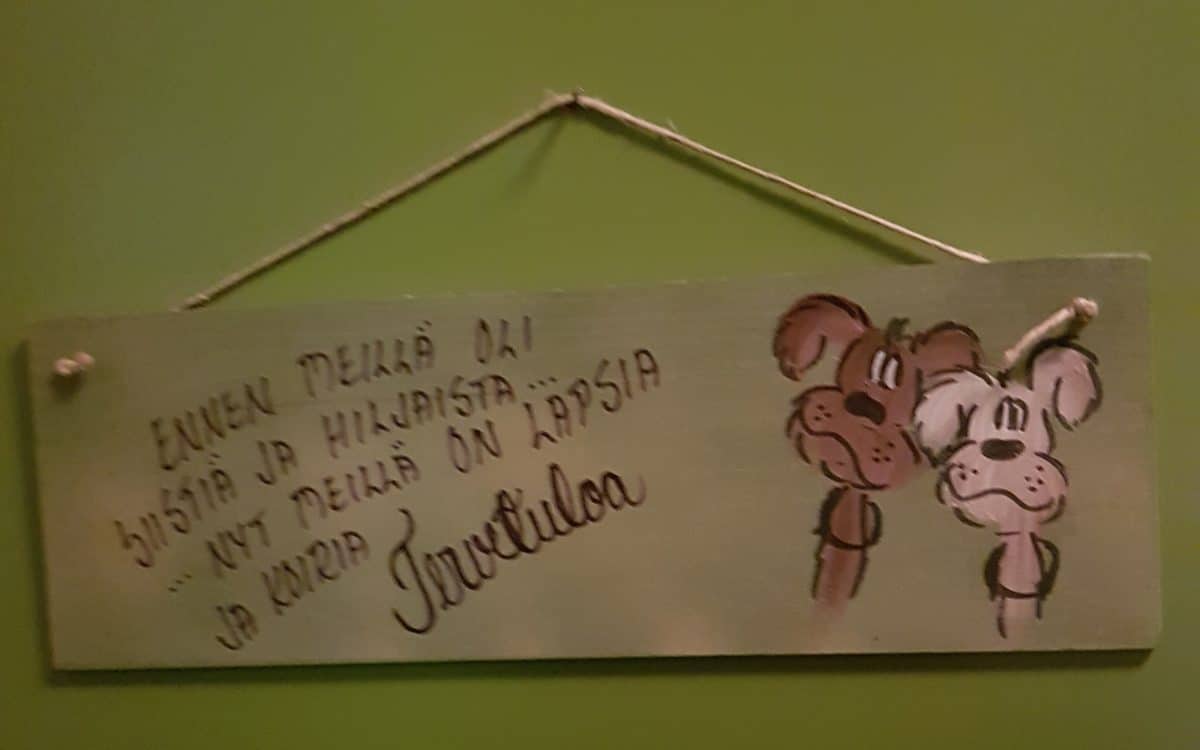 ENNEN MEILLÄ OLI
SIISTIÄ JA HILJAISTA...
... NYT MEILLÄ ON LAPSIA
JA KOIRIA
Tervetuloa